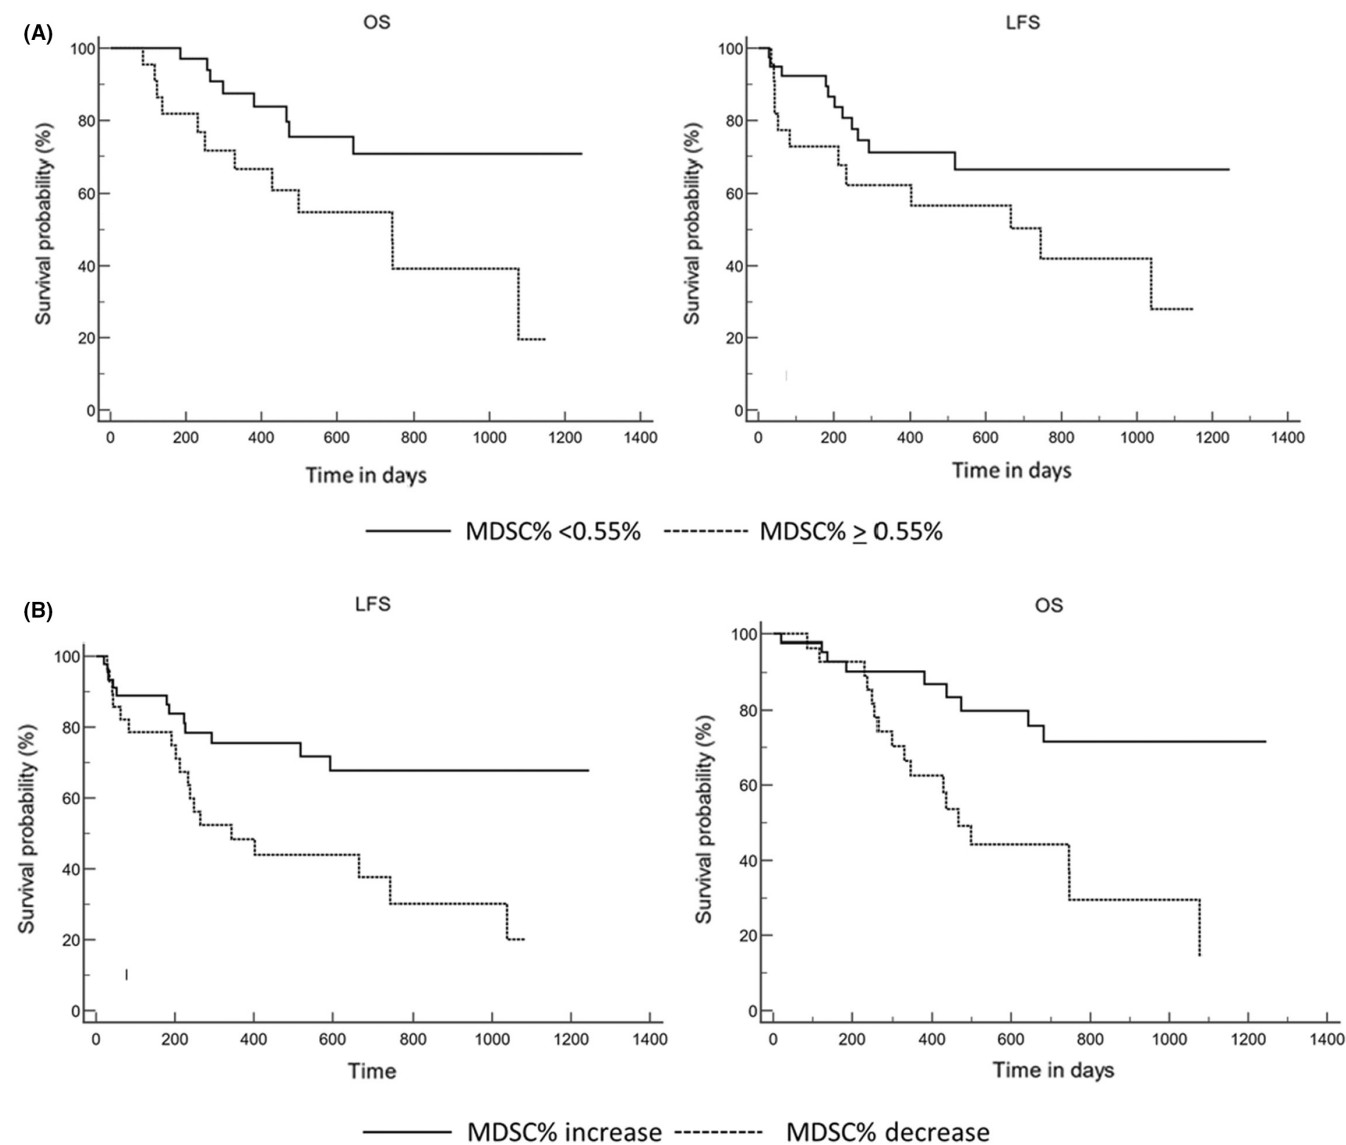 (A)
OS
LFS
100
80
60
40
20
0
Survival probability (%)
0 200 400 600 800 1000 1200 1400
Time in days
100
80
60
40
20
0
Survival probability (%)
0 200 400 600 800 1000 1200 1400
Time in days
MDSC% <0.55% MDSC% ≥ 0.55%
(B)
LFS
OS
100
80
60
40
20
0
Survival probability (%)
0 200 400 600 800 1000 1200 1400
Time
100
80
60
40
20
0
Survival probability (%)
0 200 400 600 800 1000 1200 1400
Time in days
MDSC% increase MDSC% decrease